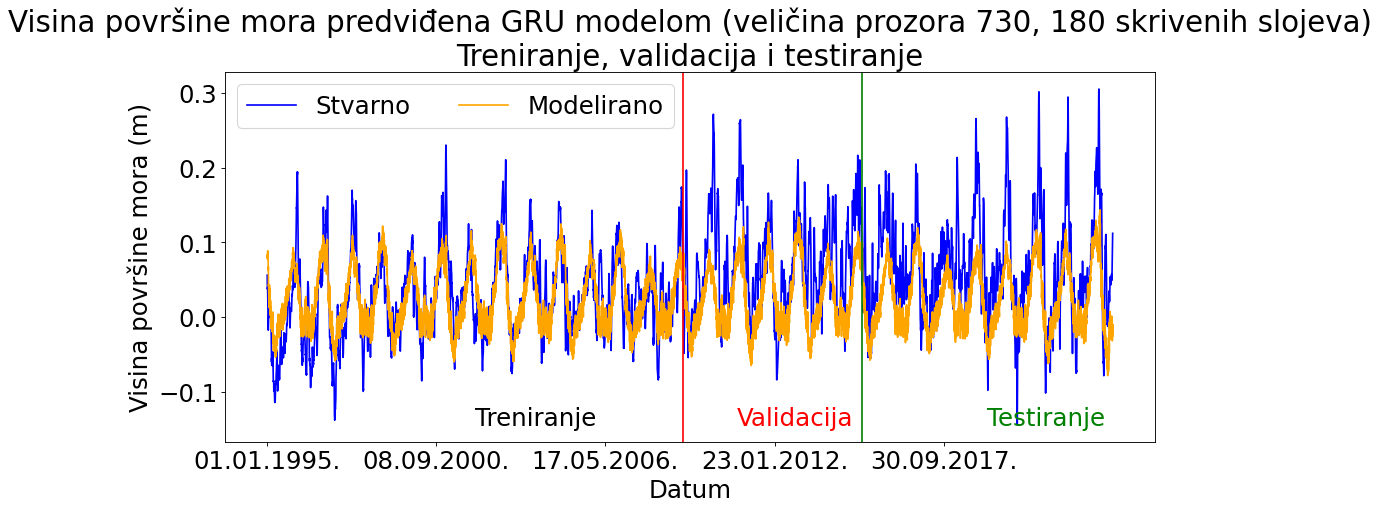 Visina površine mora predviđena GRU modelom (veličina prozora 730, 180 skrivenih slojeva)
Treniranje, validacija i testiranje
Stvarno
Modelirano
Visina površine mora (m)
0.3
0.2
0.1
0.0
−0.1
Treniranje
Validacija
Testiranje
01.01.1995.
08.09.2000.
17.05.2006.
23.01.2012.
30.09.2017.
Datum